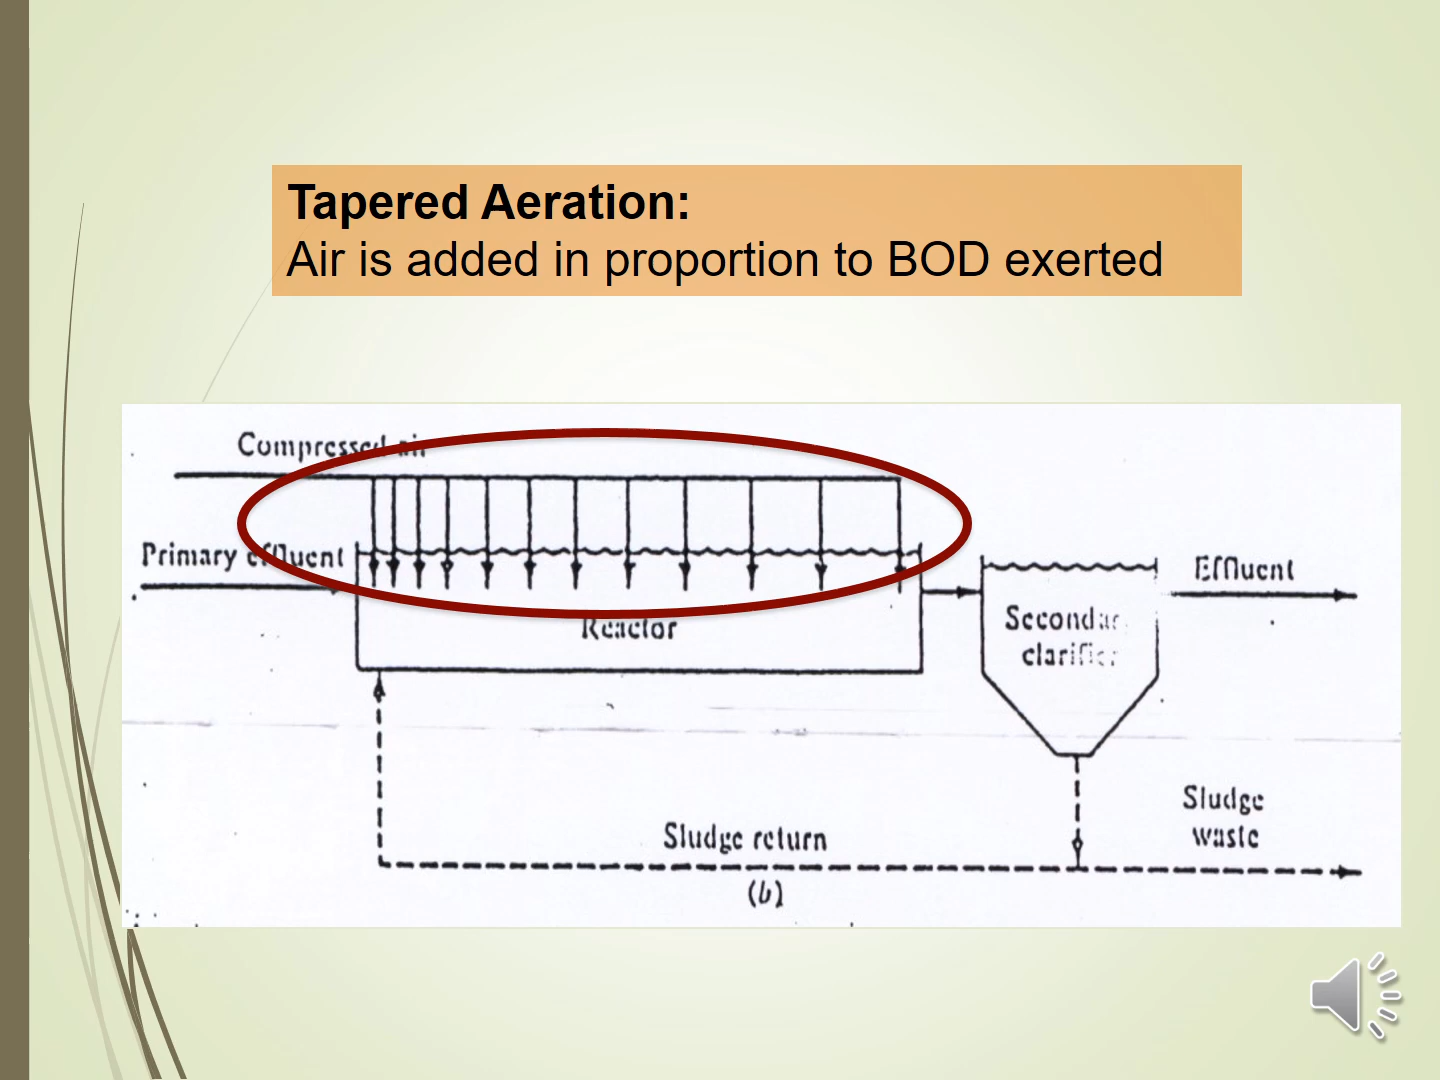 Tapered Aeration:
Air is added in proportion to BOD exerted
Compressed air
Primary effluent
Reactor
Effluent
Secondar
clarifier
Sludge
waste
Sludge return
(b)